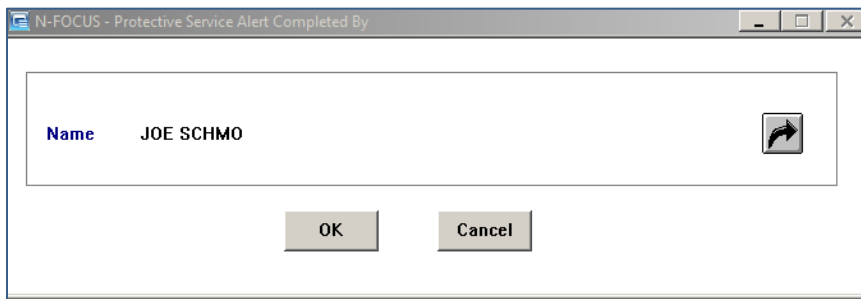 N-FOCUS - Protective Service Alert Completed By
Name JOE SCHMO
OK Cancel